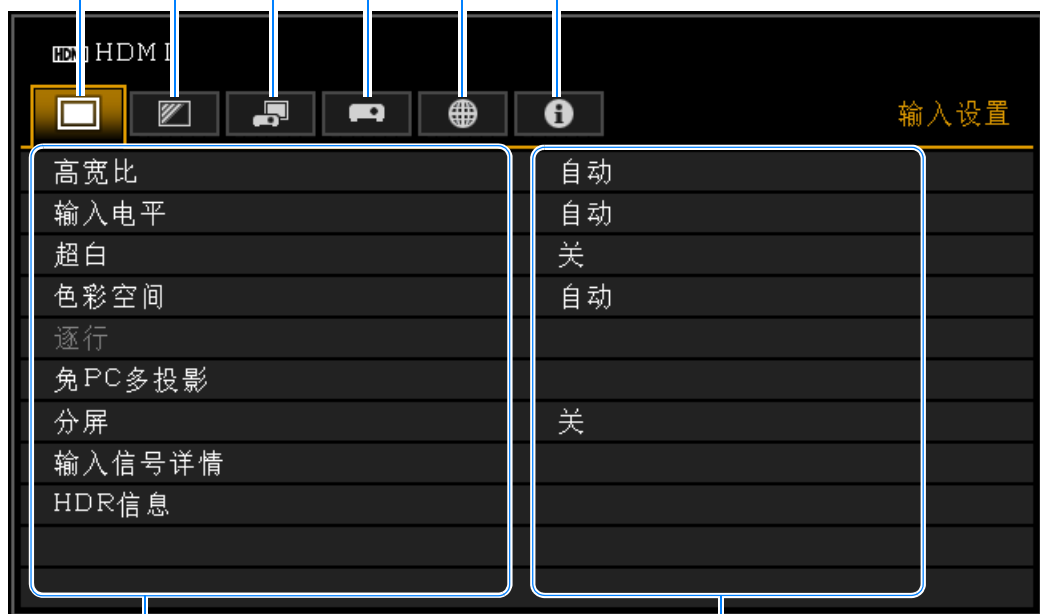 HDMI HDMI
输入设置
高宽比 自动
输入电平 自动
超白 关
色彩空间 自动
逐行
免PC多投影
分屏 关
输入信号详情
HDR信息